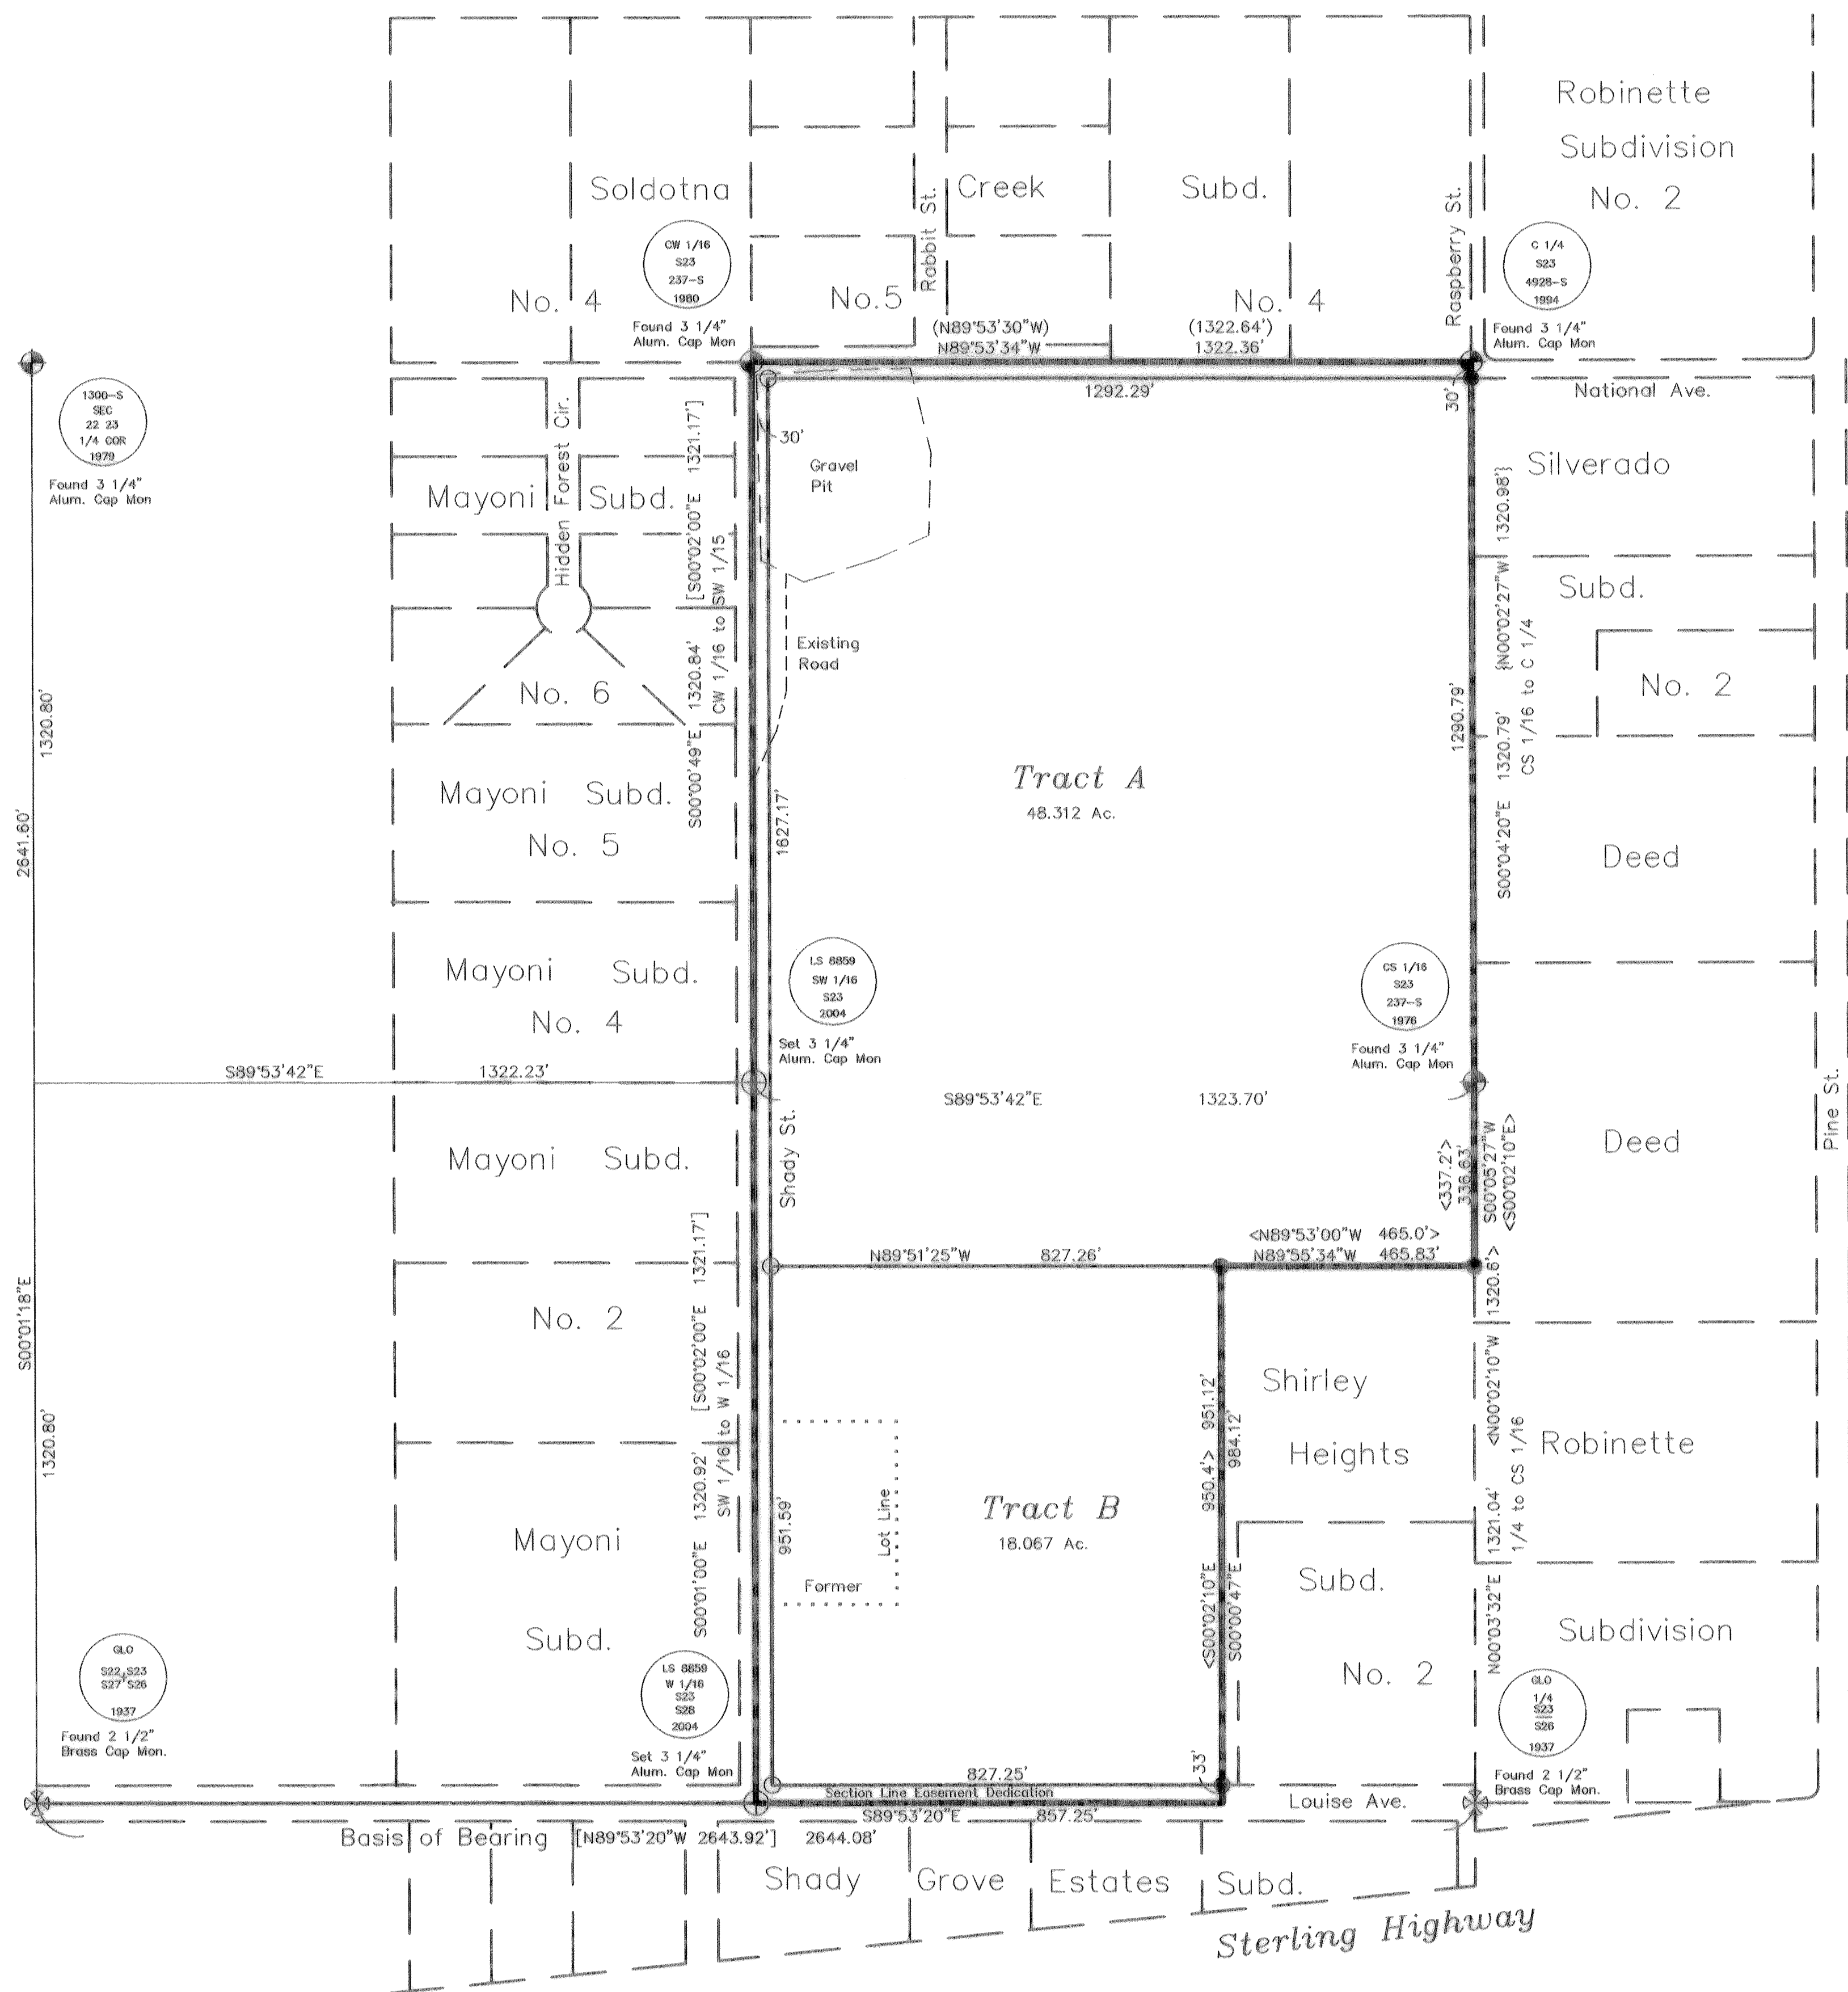 Robinette
Subdivision
No. 2
Soldotna
Creek
Subd.
Rabbit St.
Raspberry St.
CW 1/16
S23
237-S
1980
Found 3 1/4"
Alum. Cap Mon
No. 4
No.5
No. 4
C 1/4
S23
4928-S
1994
Found 3 1/4"
Alum. Cap Mon
(N89°53'30"W) (1322.64')
N89°53'34"W 1322.36'
1292.29'
30'
National Ave.
1300-S
SEC
22 23
1/4 COR
1979
Found 3 1/4"
Alum. Cap Mon
Hidden Forest Cir.
Mayoni Subd.
No. 6
[S00°02'00"E 1321.17']
S00°00'49"E 1320.84'
CW 1/16 to SW 1/15
30'
Gravel
Pit
Existing
Road
Silverado
Subd.
No. 2
{N00°02'27"W 1320.98'}
S00°04'20"E 1320.79'
CS 1/16 to C 1/4
1290.79'
1320.80'
2641.60'
S00°01'18"E
1320.80'
Mayoni Subd.
No. 5
1627.17'
Tract A
48.312 Ac.
Deed
Mayoni Subd.
No. 4
LS 8859
SW 1/16
S23
2004
Set 3 1/4"
Alum. Cap Mon
CS 1/16
S23
237-S
1976
Found 3 1/4"
Alum. Cap Mon
S89°53'42"E 1322.23'
S89°53'42"E 1323.70'
Shady St.
Pine St.
Deed
Mayoni Subd.
No. 2
<337.2'>
336.63'
S00°05'27"W
<S00°02'10"E>
<N89°53'00"W 465.0'>
N89°55'34"W 465.83'
N89°51'25"W 827.26'
[S00°02'00"E 1321.17']
S00°01'00"E 1320.92'
SW 1/16 to W 1/16
951.59'
Lot Line
Former
Tract B
18.067 Ac.
<S00°02'10"E 950.4'> 951.12'
S00°00'47"E 984.12'
Shirley
Heights
Subd.
No. 2
<N00°02'10"W 1320.6'>
N00°03'32"E 1321.04'
1/4 to CS 1/16
Robinette
Subdivision
Mayoni
Subd.
GLO
S22 S23
S27 S26
1937
Found 2 1/2"
Brass Cap Mon.
LS 8859
W 1/16
S23
S28
2004
Set 3 1/4"
Alum. Cap Mon
GLO
1/4
S23
S26
1937
Found 2 1/2"
Brass Cap Mon.
33'
827.25'
Section Line Easement Dedication
S89°53'20"E 857.25'
Louise Ave.
Basis of Bearing [N89°53'20"W 2643.92'] 2644.08'
Shady Grove Estates Subd.
Sterling Highway